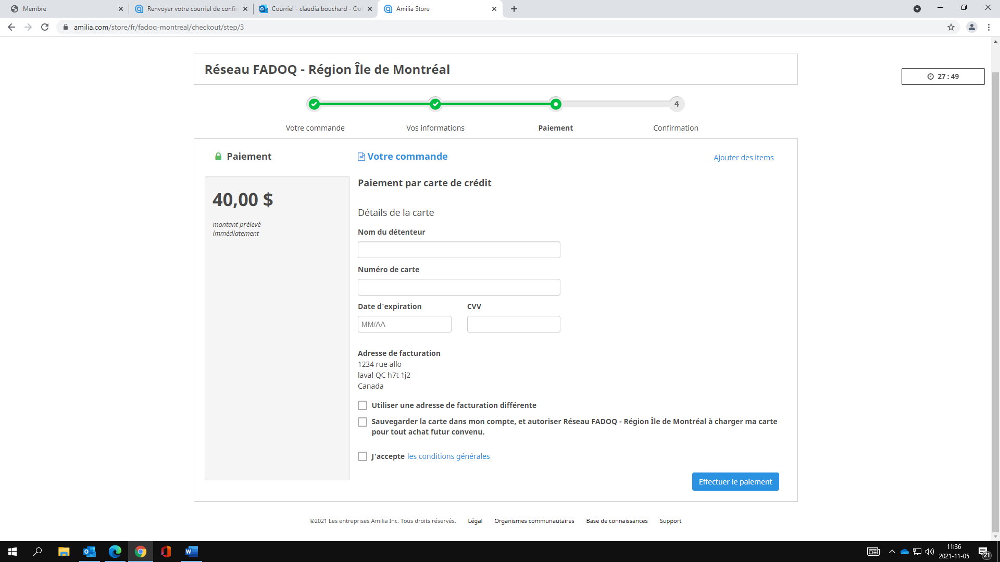 Membre
Renvoyer votre courriel de confir
Courriel - claudia bouchard - Out
Amilia Store
amilia.com/store/fr/fadoq-montreal/checkout/step/3
Réseau FADOQ - Région Île de Montréal
27 : 49
4
Votre commande
Vos informations
Paiement
Confirmation
Paiement
Votre commande
Ajouter des items
40,00 $
montant prélevé
immédiatement
Paiement par carte de crédit
Détails de la carte
Nom du détenteur
Numéro de carte
Date d'expiration
CVV
MM/AA
Adresse de facturation
1234 rue allo
laval QC h7t 1j2
Canada
Utiliser une adresse de facturation différente
Sauvegarder la carte dans mon compte, et autoriser Réseau FADOQ - Région Île de Montréal à charger ma carte
pour tout achat futur convenu.
J'accepte les conditions générales
Effectuer le paiement
©2021 Les entreprises Amilia Inc. Tous droits réservés.
Légal
Organismes communautaires
Base de connaissances
Support
11:36
2021-11-05
21